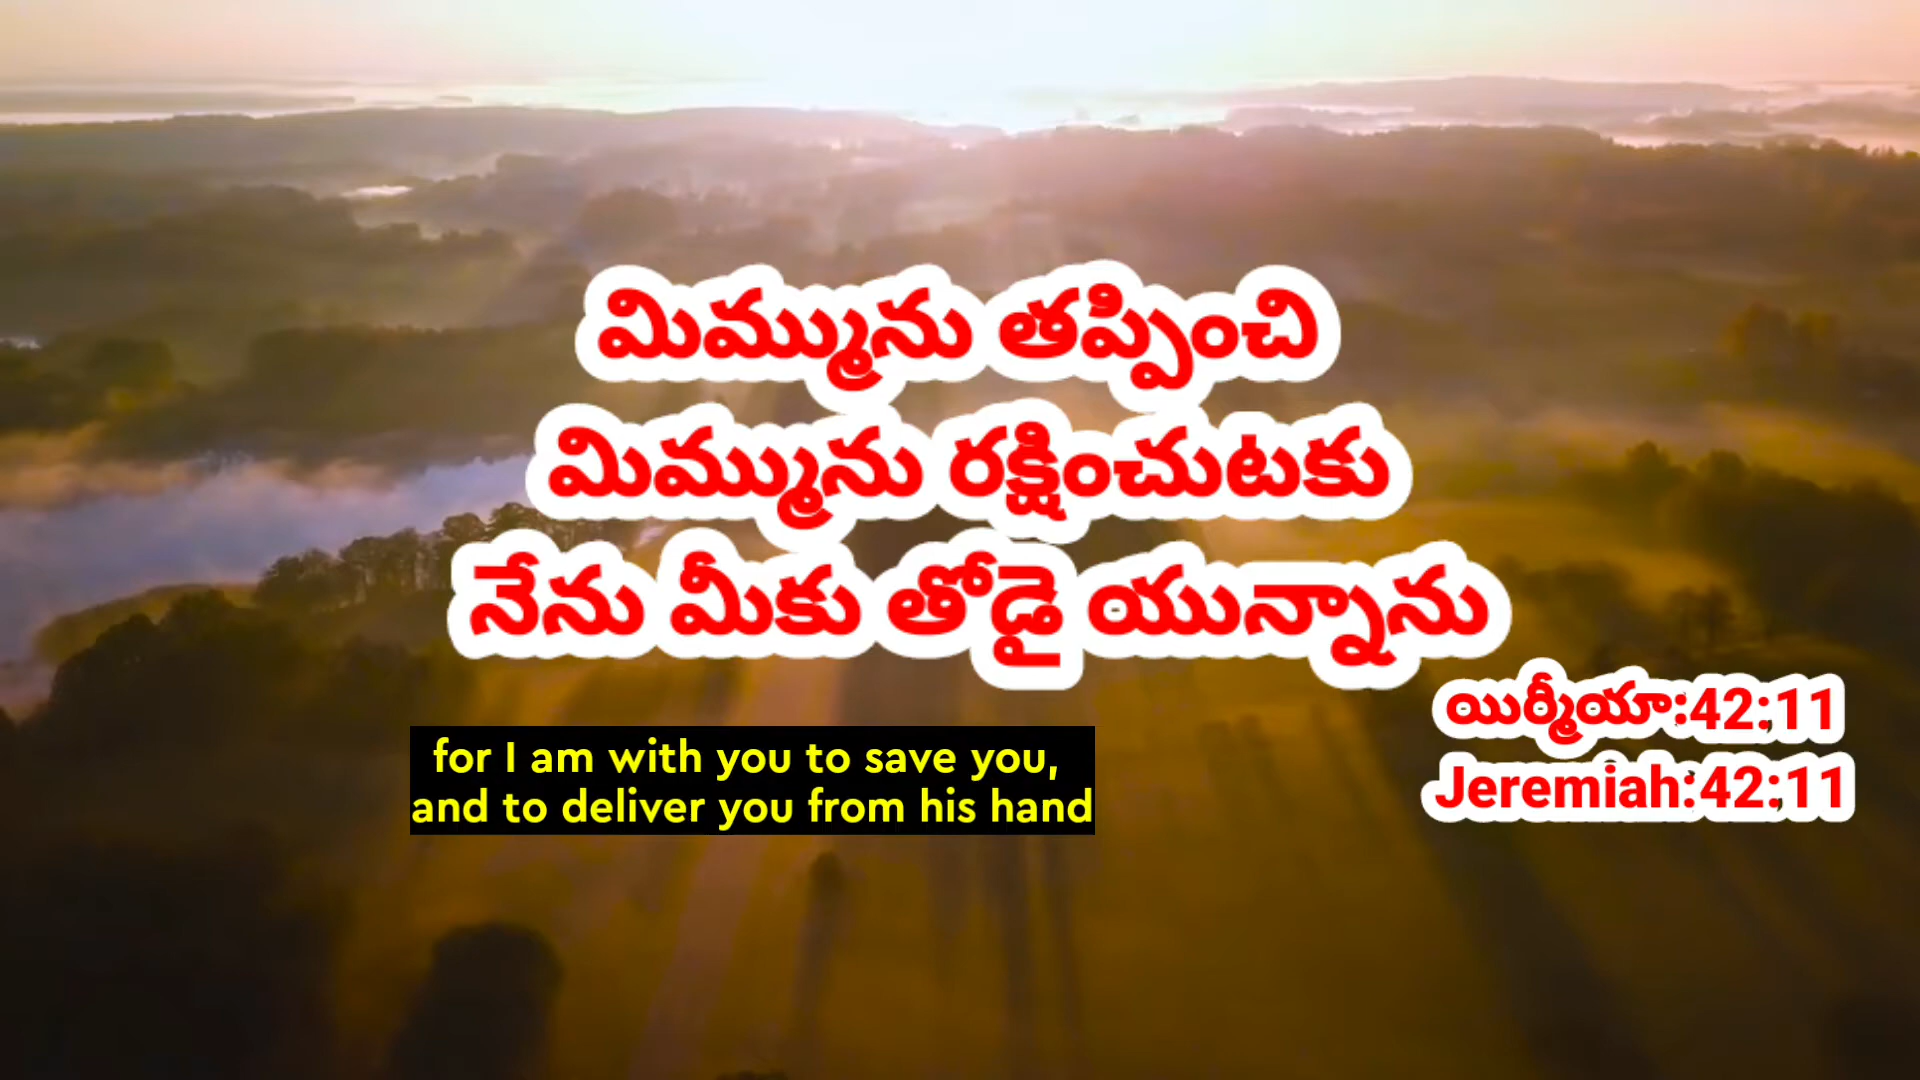 మిమ్మును తప్పించి
మిమ్మును రక్షించుటకు
నేను మీకు తోడై యున్నాను
యిర్మీయా:42:11
Jeremiah:42:11
for I am with you to save you,
and to deliver you from his hand